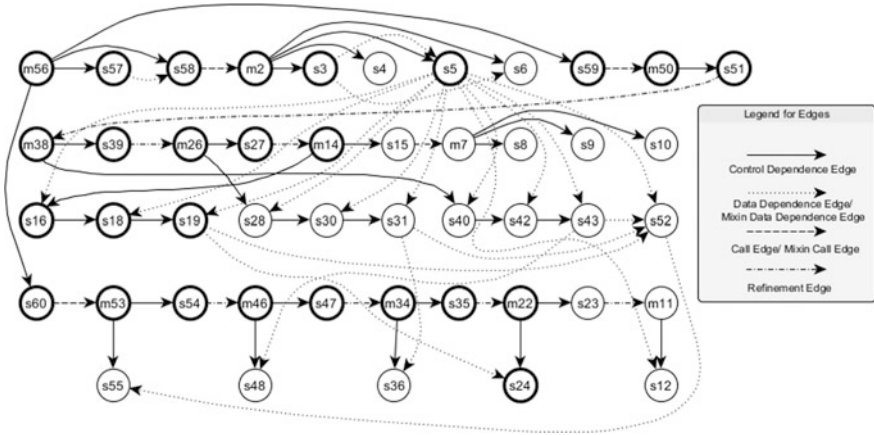 m56 s57 s58 m2 s3 s4 s5 s6 s59 m50 s51
Legend for Edges
m38 s39 m26 s27 m14 s15 m7 s8 s9 s10
Control Dependence Edge
Data Dependence Edge/
Mixin Data Dependence Edge
s16 s18 s19 s28 s30 s31 s40 s42 s43 s52
Call Edge/ Mixin Call Edge
Refinement Edge
s60 m53 s54 m46 s47 m34 s35 m22 s23 m11
s55 s48 s36 s24 s12